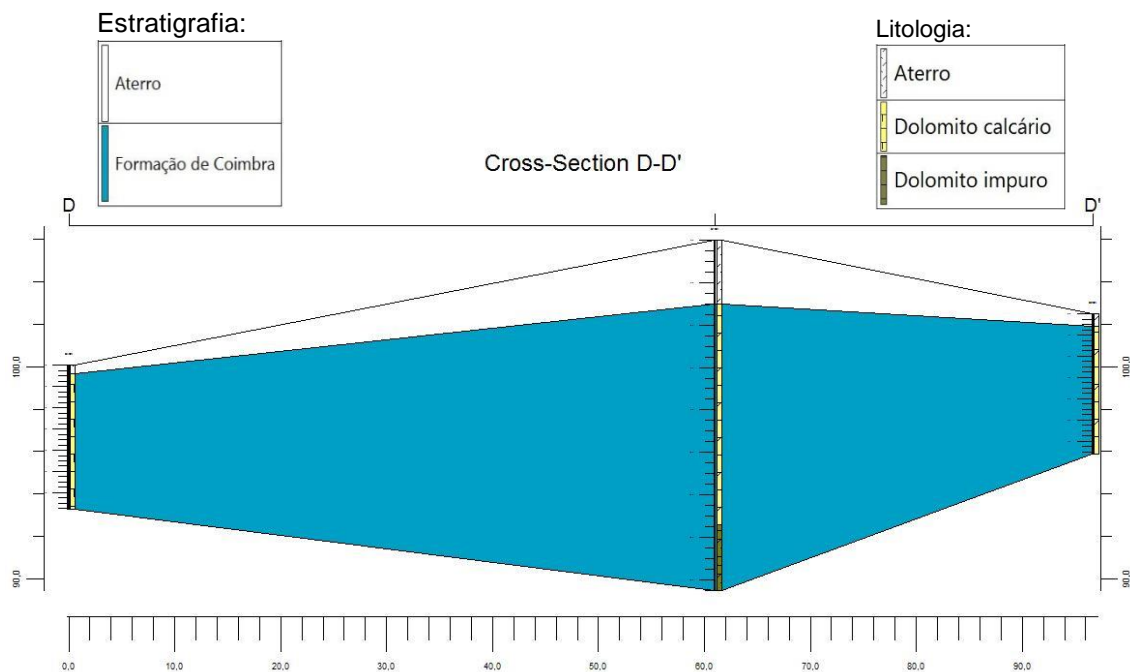 Estratigrafia:
Aterro
Formação de Coimbra
Litologia:
Aterro
Dolomito calcário
Dolomito impuro
Cross-Section D-D'
D
D'
100,0
90,0
100,0
90,0
0,0 10,0 20,0 30,0 40,0 50,0 60,0 70,0 80,0 90,0